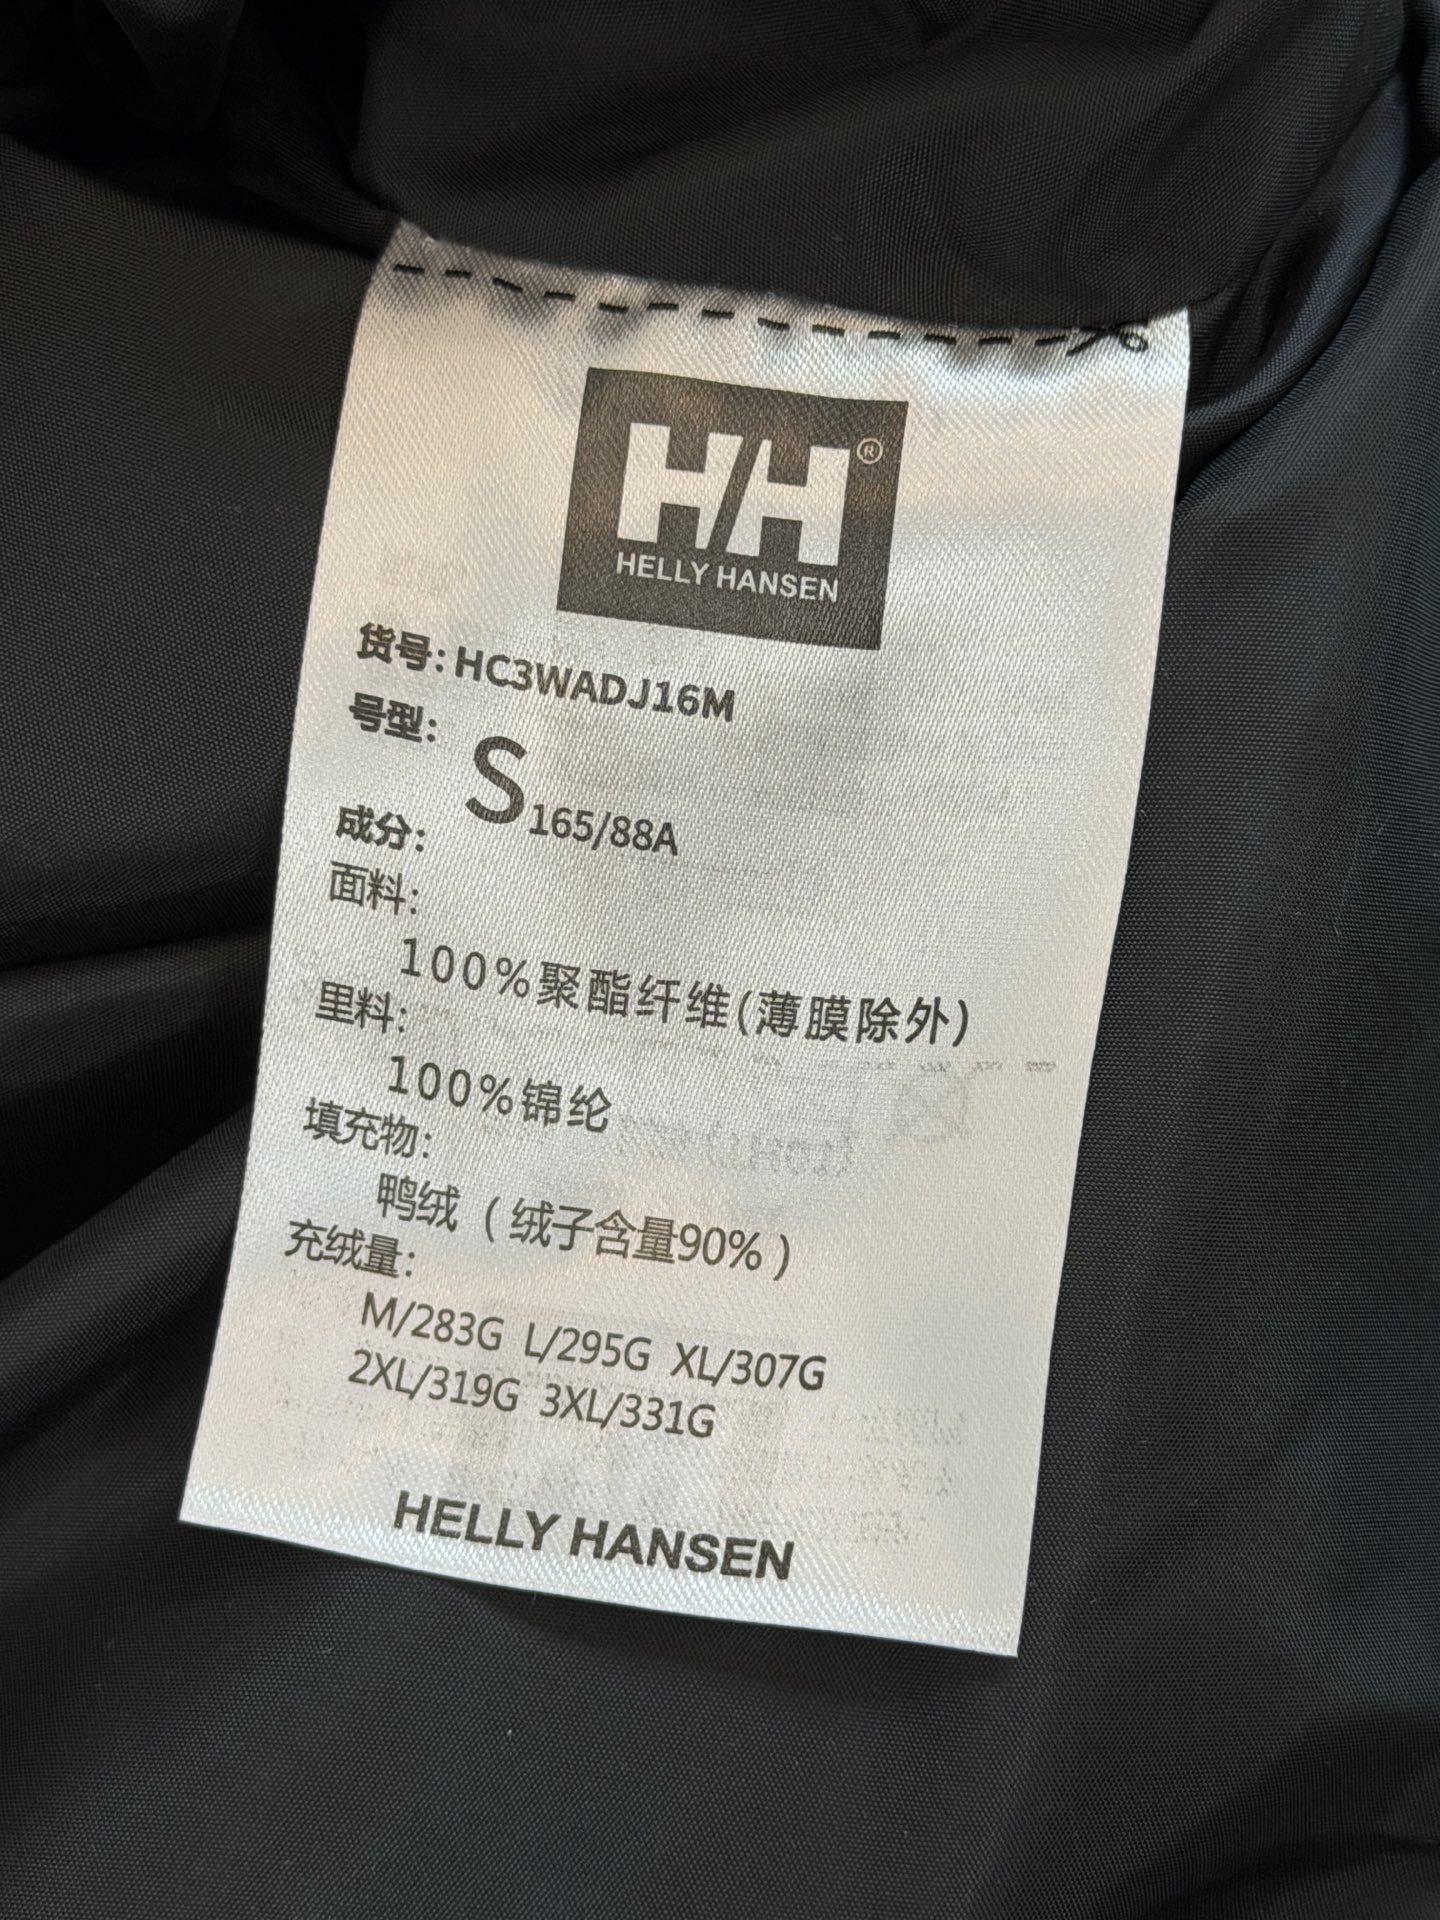 HH®
HELLY HANSEN
货号：HC3WADJ16M
号型：
S 165/88A
成分：
面料：
100%聚酯纤维(薄膜除外)
里料：
100%锦纶
填充物：
鸭绒（绒子含量90%）
充绒量：
M/283G L/295G XL/307G
2XL/319G 3XL/331G
HELLY HANSEN